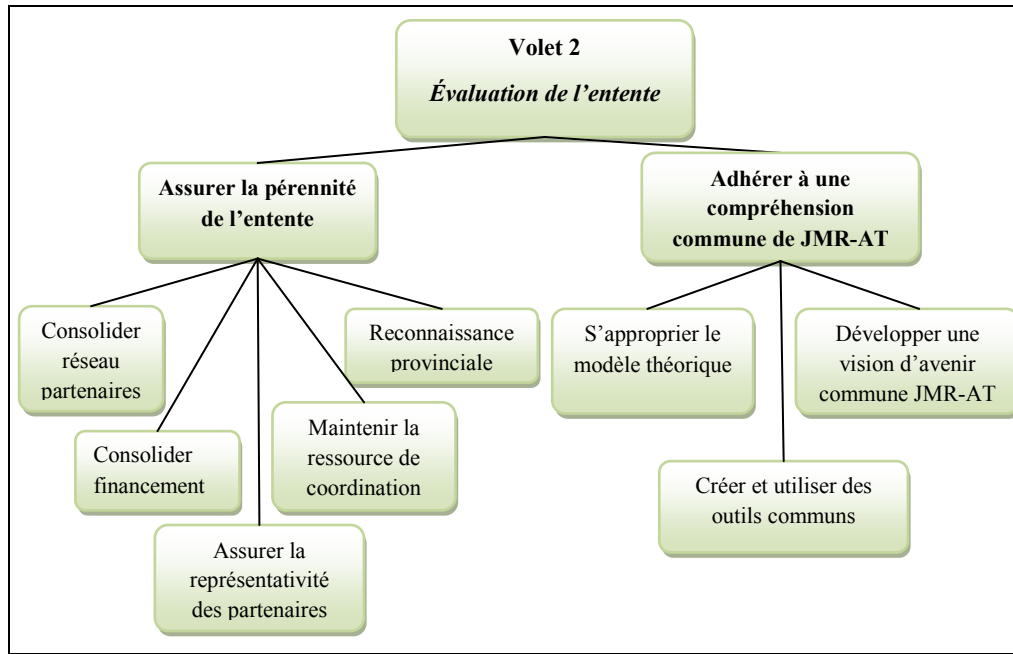 Volet 2
Évaluation de l'entente
Assurer la pérennité
de l'entente
Adhérer à une
compréhension
commune de JMR-AT
Consolider
réseau
partenaires
Consolider
financement
Assurer la
représentativité
des partenaires
Maintenir la
ressource de
coordination
Reconnaissance
provinciale
S'approprier le
modèle théorique
Créer et utiliser des
outils communs
Développer une
vision d'avenir
commune JMR-AT